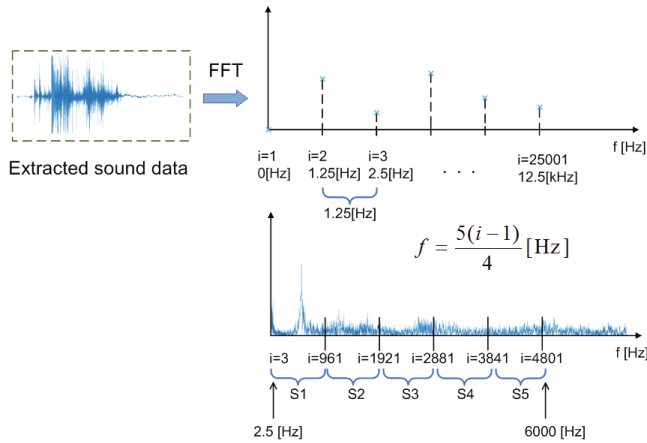 FFT
f [Hz]
Extracted sound data
i=1 i=2 i=3 i=25001
0[Hz] 1.25[Hz] 2.5[Hz] . . . 12.5[kHz]
1.25[Hz]
f = 5(i−1)/4 [Hz]
i=3 i=961 i=1921 i=2881 i=3841 i=4801 f [Hz]
S1 S2 S3 S4 S5
2.5 [Hz] 6000 [Hz]